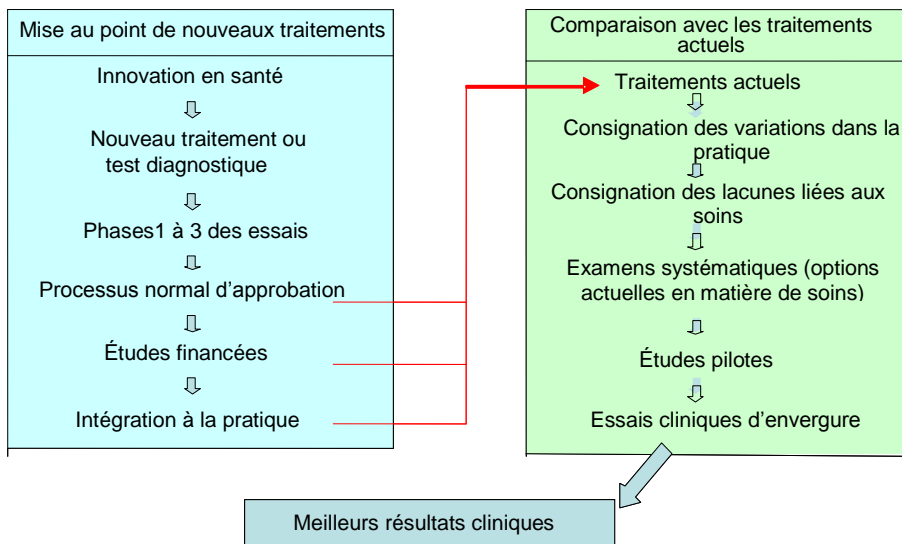 Mise au point de nouveaux traitements
Innovation en santé
Nouveau traitement ou
test diagnostique
Phases1 à 3 des essais
Processus normal d'approbation
Études financées
Intégration à la pratique
Comparaison avec les traitements
actuels
Traitements actuels
Consignation des variations dans la
pratique
Consignation des lacunes liées aux
soins
Examens systématiques (options
actuelles en matière de soins)
Études pilotes
Essais cliniques d'envergure
Meilleurs résultats cliniques